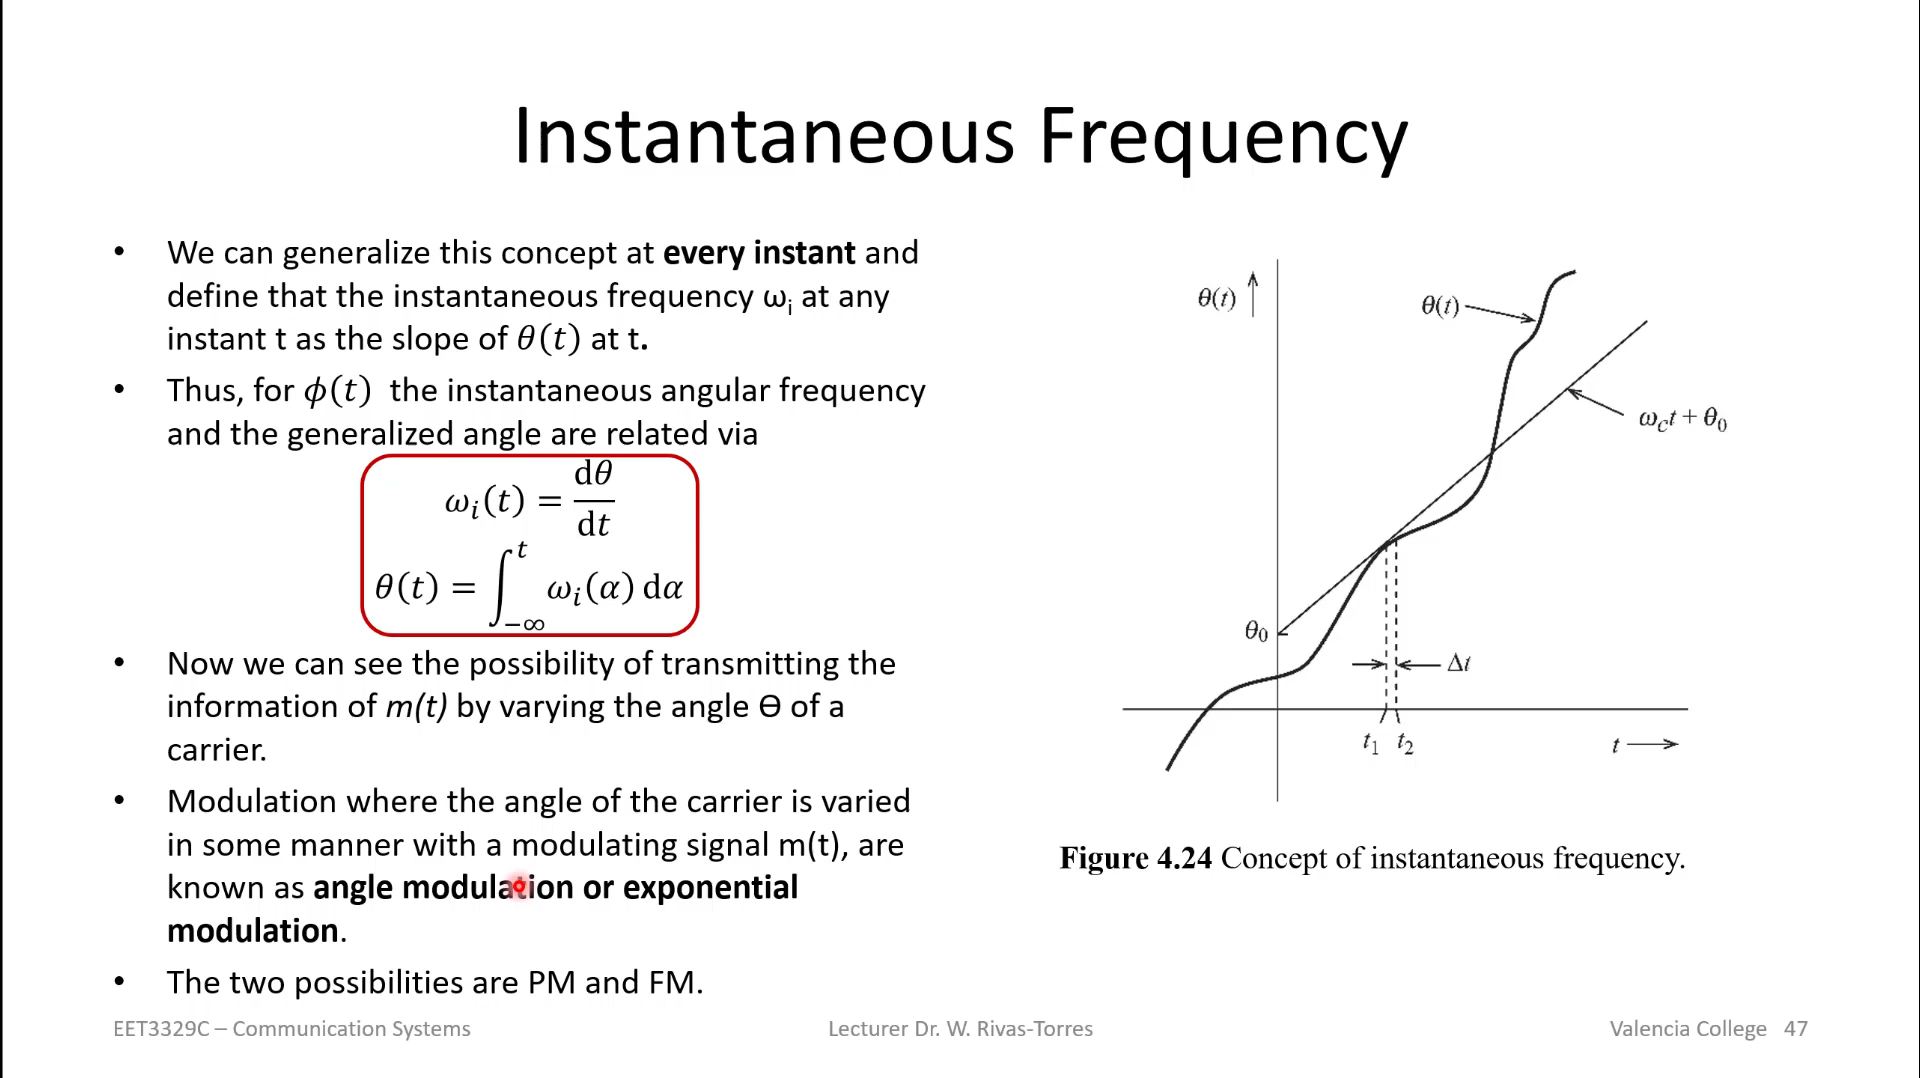 Instantaneous Frequency
• We can generalize this concept at every instant and
define that the instantaneous frequency ωᵢ at any
instant t as the slope of θ(t) at t.
• Thus, for ϕ(t) the instantaneous angular frequency
and the generalized angle are related via
ωᵢ(t) = dθ/dt
θ(t) = ∫_{-∞}^{t} ωᵢ(α) dα
• Now we can see the possibility of transmitting the
information of m(t) by varying the angle Ɵ of a
carrier.
• Modulation where the angle of the carrier is varied
in some manner with a modulating signal m(t), are
known as angle modulation or exponential
modulation.
• The two possibilities are PM and FM.
θ(t)
θ(t)
ω_c t + θ₀
θ₀
Δt
t₁ t₂
t
Figure 4.24 Concept of instantaneous frequency.
EET3329C – Communication Systems
Lecturer Dr. W. Rivas-Torres
Valencia College 47